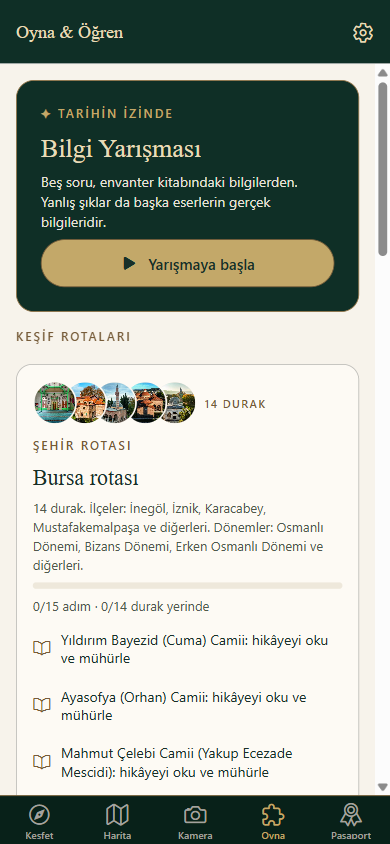 Oyna & Öğren
✦ TARİHİN İZİNDE
Bilgi Yarışması
Beş soru, envanter kitabındaki bilgilerden.
Yanlış şıklar da başka eserlerin gerçek
bilgileridir.
Yarışmaya başla
KEŞİF ROTALARI
14 DURAK
ŞEHİR ROTASI
Bursa rotası
14 durak. İlçeler: İnegöl, İznik, Karacabey,
Mustafakemalpaşa ve diğerleri. Dönemler: Osmanlı
Dönemi, Bizans Dönemi, Erken Osmanlı Dönemi ve
diğerleri.
0/15 adım · 0/14 durak yerinde
Yıldırım Bayezid (Cuma) Camii: hikâyeyi oku
ve mühürle
Ayasofya (Orhan) Camii: hikâyeyi oku ve
mühürle
Mahmut Çelebi Camii (Yakup Ecezade
Mescidi): hikâyeyi oku ve mühürle
Keşfet Harita Kamera Oyna Pasaport